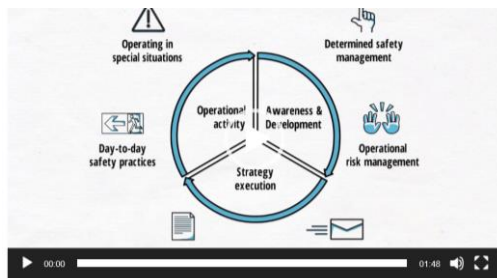 Operating in
special situations
Determined safety
management
Operational
activity
Awareness &
Development
Day-to-day
safety practices
Operational
risk management
Strategy
execution
00:00
01:48